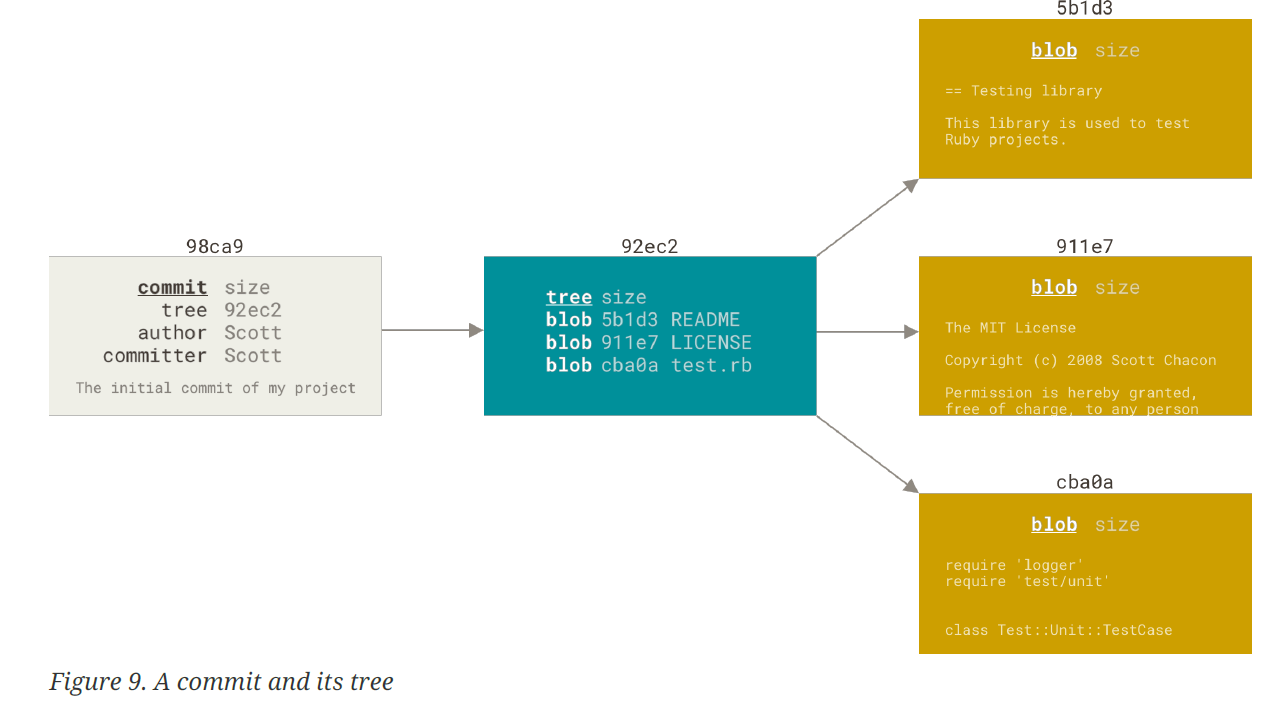 98ca9
commit size
tree 92ec2
author Scott
committer Scott
The initial commit of my project
92ec2
tree size
blob 5b1d3 README
blob 911e7 LICENSE
blob cba0a test.rb
5b1d3
blob size
== Testing library
This library is used to test
Ruby projects.
911e7
blob size
The MIT License
Copyright (c) 2008 Scott Chacon
Permission is hereby granted,
free of charge, to any person
cba0a
blob size
require 'logger'
require 'test/unit'
class Test::Unit::TestCase
Figure 9. A commit and its tree